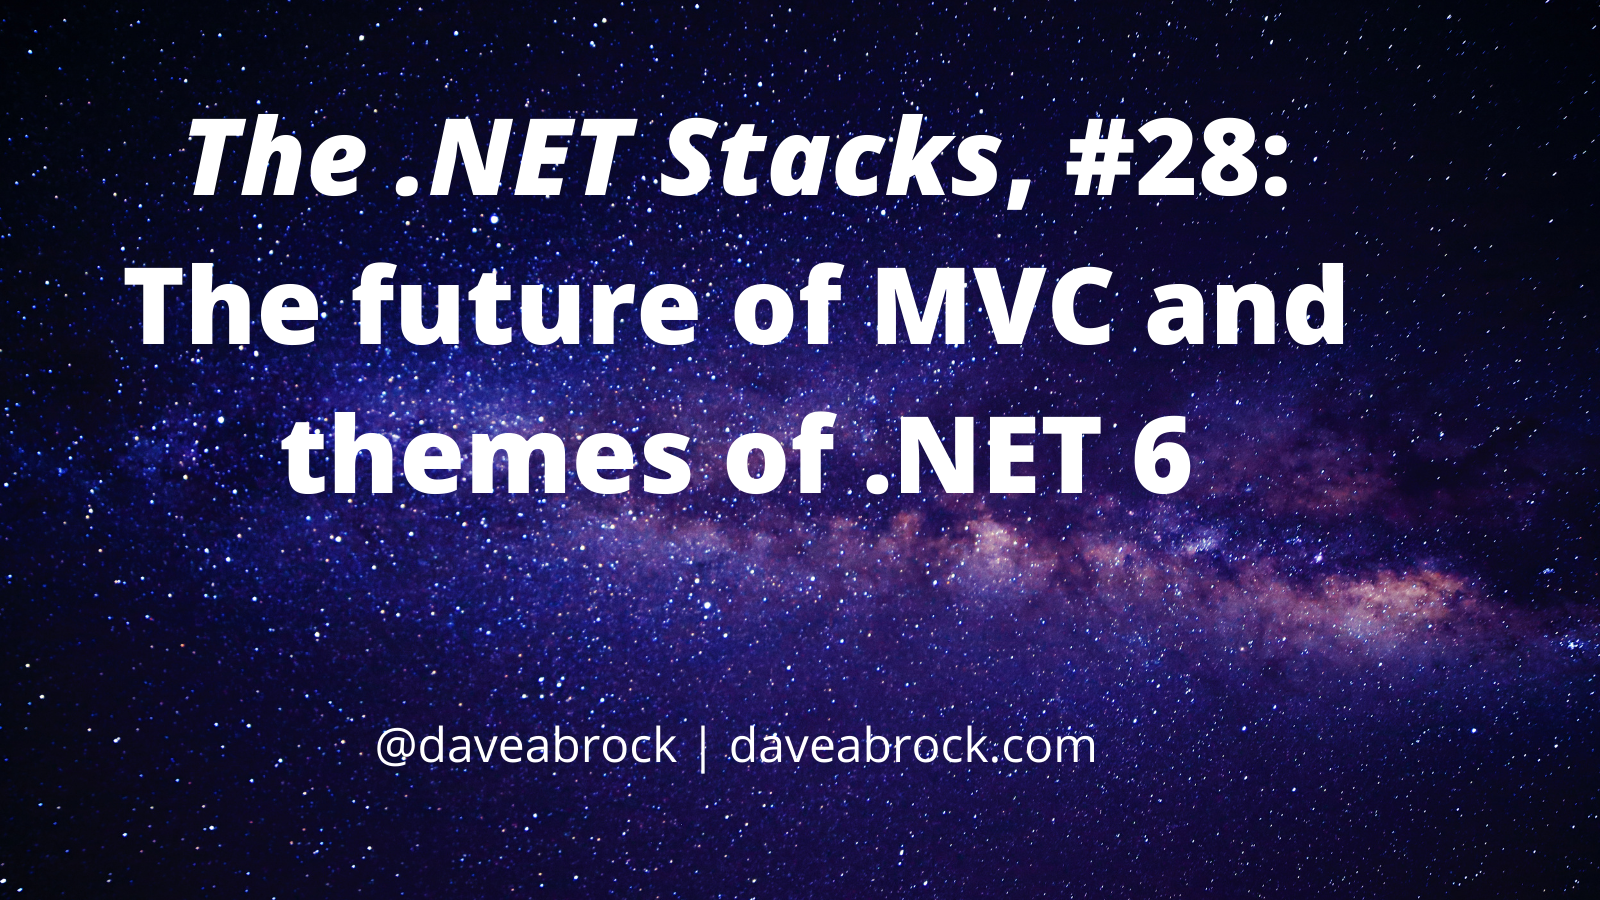 The .NET Stacks, #28:
The future of MVC and
themes of .NET 6
@daveabrock | daveabrock.com